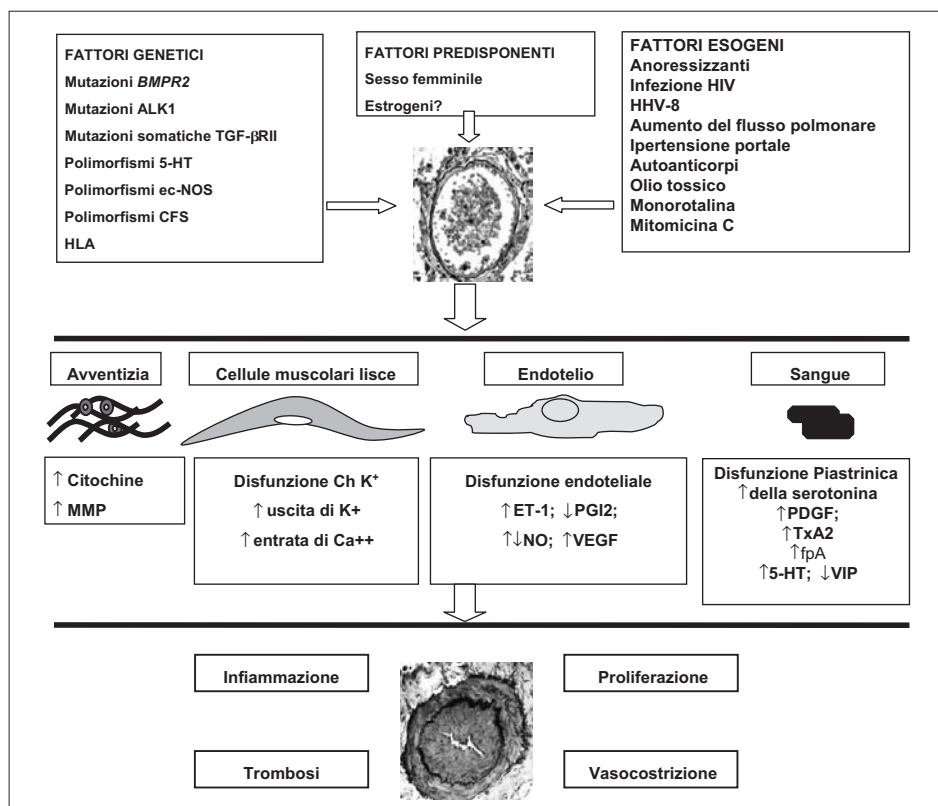 FATTORI GENETICI
Mutazioni BMPR2
Mutazioni ALK1
Mutazioni somatiche TGF-βRII
Polimorfismi 5-HT
Polimorfismi ec-NOS
Polimorfismi CFS
HLA
FATTORI PREDISPONENTI
Sesso femminile
Estrogeni?
FATTORI ESOGENI
Anoressizzanti
Infezione HIV
HHV-8
Aumento del flusso polmonare
Ipertensione portale
Autoanticorpi
Olio tossico
Monorotalina
Mitomicina C
Avventizia
Cellule muscolari lisce
Endotelio
Sangue
↑ Citochine
↑ MMP
Disfunzione Ch K⁺
↑ uscita di K+
↑ entrata di Ca++
Disfunzione endoteliale
↑ET-1; ↓PGI2;
↑↓NO; ↑VEGF
Disfunzione Piastrinica
↑della serotonina
↑PDGF;
↑TxA2
↑fpA
↑5-HT; ↓VIP
Infiammazione
Proliferazione
Trombosi
Vasocostrizione